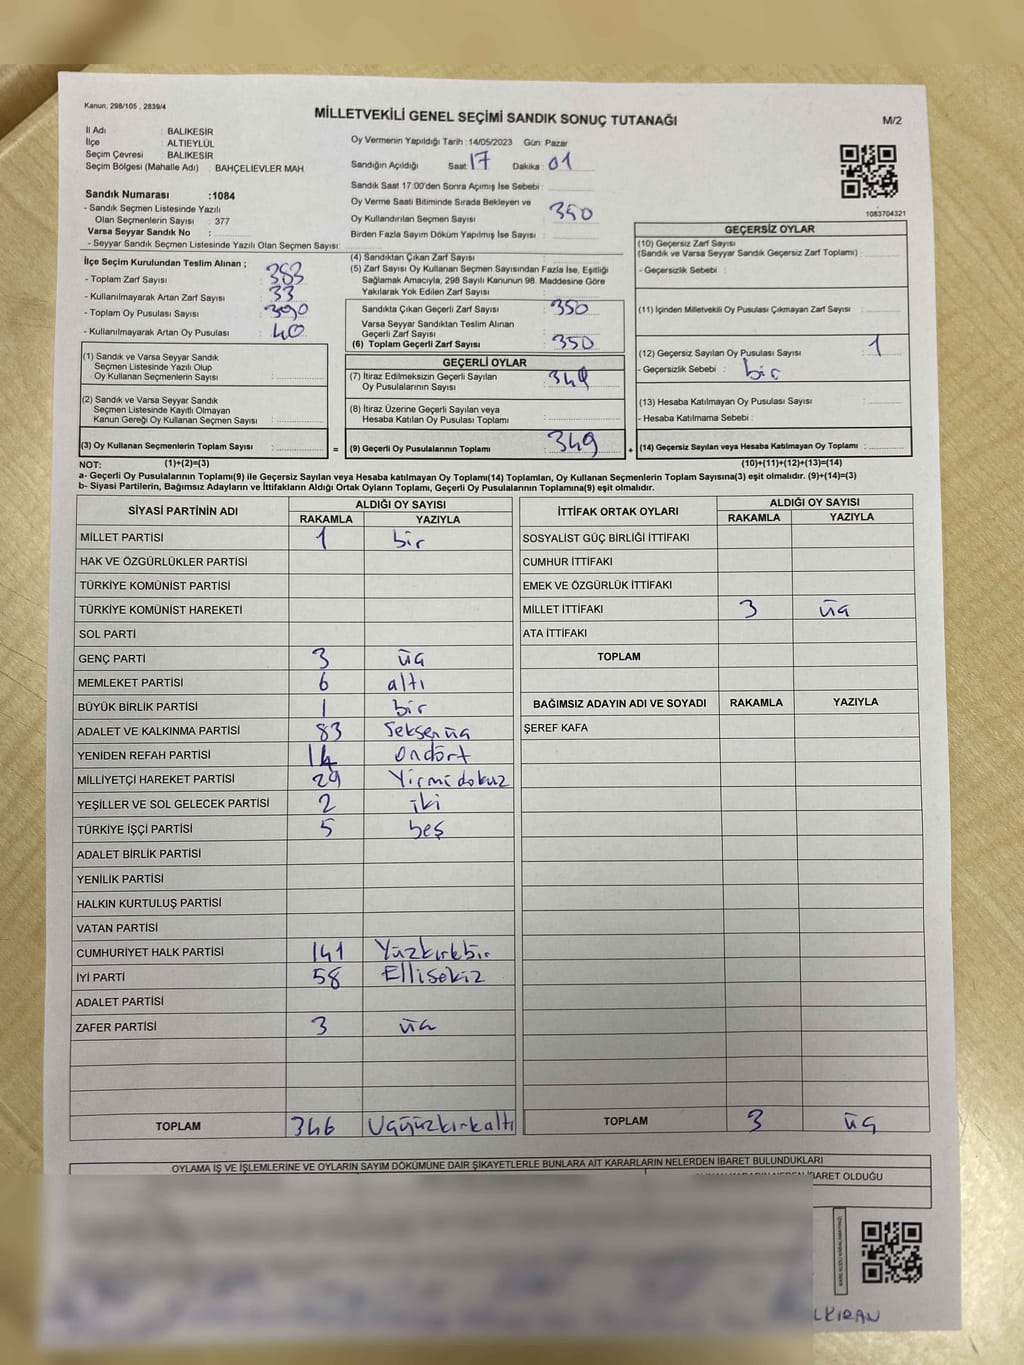 Kanun, 298/105 , 2839/4
MİLLETVEKİLİ GENEL SEÇİMİ SANDIK SONUÇ TUTANAĞI
M/2
İl Adı : BALIKESİR
İlçe : ALTIEYLÜL
Seçim Çevresi : BALIKESİR
Seçim Bölgesi (Mahalle Adı) : BAHÇELİEVLER MAH
Sandık Numarası :1084
- Sandık Seçmen Listesinde Yazılı
Olan Seçmenlerin Sayısı : 377
Varsa Seyyar Sandık No :
- Seyyar Sandık Seçmen Listesinde Yazılı Olan Seçmen Sayısı:
Oy Vermenin Yapıldığı Tarih :14/05/2023 Gün: Pazar
Sandığın Açıldığı Saat 17 Dakika : 01
Sandık Saat 17:00'den Sonra Açımış İse Sebebi :
Oy Verme Saati Bitiminde Sırada Bekleyen ve
Oy Kullandırılan Seçmen Sayısı : 350
Birden Fazla Sayım Döküm Yapılmış İse Sayısı :
1083704321
İlçe Seçim Kurulundan Teslim Alınan ;
- Toplam Zarf Sayısı : 383
- Kullanılmayarak Artan Zarf Sayısı : 33
- Toplam Oy Pusulası Sayısı : 390
- Kullanılmayarak Artan Oy Pusulası : 40
(1) Sandık ve Varsa Seyyar Sandık
Seçmen Listesinde Yazılı Olup
Oy Kullanan Seçmenlerin Sayısı :
(2) Sandık ve Varsa Seyyar Sandık
Seçmen Listesinde Kayıtlı Olmayan
Kanun Gereği Oy Kullanan Seçmen Sayısı :
(3) Oy Kullanan Seçmenlerin Toplam Sayısı :
(4) Sandıktan Çıkan Zarf Sayısı :
(5) Zarf Sayısı Oy Kullanan Seçmen Sayısından Fazla İse, Eşitliği
Sağlamak Amacıyla, 298 Sayılı Kanunun 98. Maddesine Göre
Yakılarak Yok Edilen Zarf Sayısı :
Sandıkta Çıkan Geçerli Zarf Sayısı : 350
Varsa Seyyar Sandıktan Teslim Alınan
Geçerli Zarf Sayısı :
(6) Toplam Geçerli Zarf Sayısı : 350
GEÇERLİ OYLAR
(7) İtiraz Edilmeksizin Geçerli Sayılan
Oy Pusulalarının Sayısı : 349
(8) İtiraz Üzerine Geçerli Sayılan veya
Hesaba Katılan Oy Pusulası Toplamı :
= (9) Geçerli Oy Pusulalarının Toplamı : 349 +
GEÇERSİZ OYLAR
(10) Geçersiz Zarf Sayısı
(Sandık ve Varsa Seyyar Sandık Geçersiz Zarf Toplamı) :
- Geçersizlik Sebebi :
(11) İçinden Milletvekili Oy Pusulası Çıkmayan Zarf Sayısı :
(12) Geçersiz Sayılan Oy Pusulası Sayısı : 1
- Geçersizlik Sebebi : bir
(13) Hesaba Katılmayan Oy Pusulası Sayısı :
- Hesaba Katılmama Sebebi :
(14) Geçersiz Sayılan veya Hesaba Katılmayan Oy Toplamı :
NOT: (1)+(2)=(3) (10)+(11)+(12)+(13)=(14)
a- Geçerli Oy Pusulalarının Toplamı(9) ile Geçersiz Sayılan veya Hesaba katılmayan Oy Toplamı(14) Toplamları, Oy Kullanan Seçmenlerin Toplam Sayısına(3) eşit olmalıdır. (9)+(14)=(3)
b- Siyasi Partilerin, Bağımsız Adayların ve İttifakların Aldığı Ortak Oyların Toplamı, Geçerli Oy Pusulalarının Toplamına(9) eşit olmalıdır.
SİYASİ PARTİNİN ADI ALDIĞI OY SAYISI
RAKAMLA YAZIYLA
MİLLET PARTİSİ 1 bir
HAK VE ÖZGÜRLÜKLER PARTİSİ
TÜRKİYE KOMÜNİST PARTİSİ
TÜRKİYE KOMÜNİST HAREKETİ
SOL PARTİ
GENÇ PARTİ 3 üç
MEMLEKET PARTİSİ 6 altı
BÜYÜK BİRLİK PARTİSİ 1 bir
ADALET VE KALKINMA PARTİSİ 83 Seksenüç
YENİDEN REFAH PARTİSİ 14 Ondört
MİLLİYETÇİ HAREKET PARTİSİ 29 Yirmidokuz
YEŞİLLER VE SOL GELECEK PARTİSİ 2 iki
TÜRKİYE İŞÇİ PARTİSİ 5 beş
ADALET BİRLİK PARTİSİ
YENİLİK PARTİSİ
HALKIN KURTULUŞ PARTİSİ
VATAN PARTİSİ
CUMHURİYET HALK PARTİSİ 141 Yüzkırkbir
İYİ PARTİ 58 Ellisekiz
ADALET PARTİSİ
ZAFER PARTİSİ 3 üç
TOPLAM 346 Üçyüzkırkaltı
İTTİFAK ORTAK OYLARI ALDIĞI OY SAYISI
RAKAMLA YAZIYLA
SOSYALİST GÜÇ BİRLİĞİ İTTİFAKI
CUMHUR İTTİFAKI
EMEK VE ÖZGÜRLÜK İTTİFAKI
MİLLET İTTİFAKI 3 üç
ATA İTTİFAKI
TOPLAM
BAĞIMSIZ ADAYIN ADI VE SOYADI RAKAMLA YAZIYLA
ŞEREF KAFA
TOPLAM 3 üç
OYLAMA İŞ VE İŞLEMLERİNE VE OYLARIN SAYIM DÖKÜMÜNE DAİR ŞİKAYETLERLE BUNLARA AİT KARARLARIN NELERDEN İBARET BULUNDUKLARI
İBARET OLDUĞU